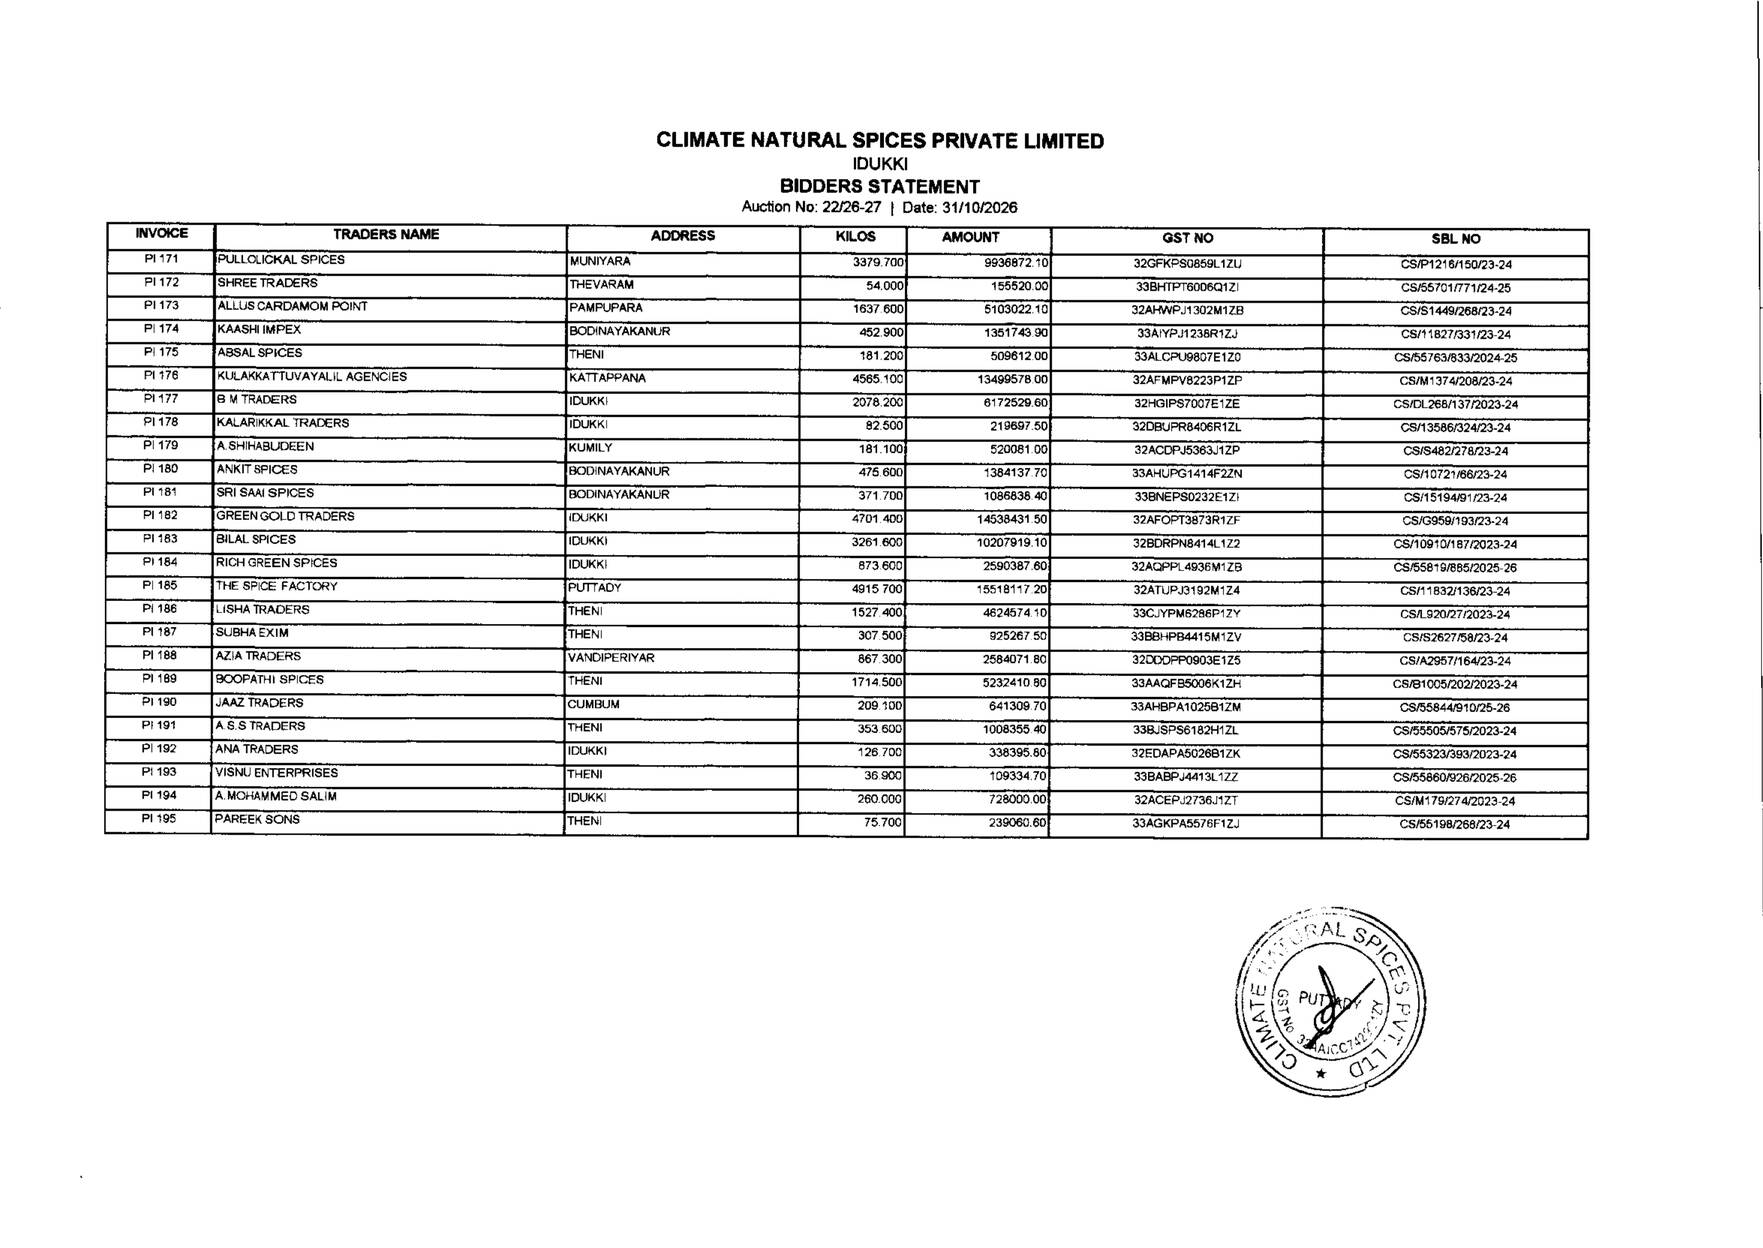 CLIMATE NATURAL SPICES PRIVATE LIMITED
IDUKKI
BIDDERS STATEMENT
Auction No: 22/26-27 | Date: 31/10/2026
INVOICE TRADERS NAME ADDRESS KILOS AMOUNT GST NO SBL NO
PI 171 PULLOLICKAL SPICES MUNIYARA 3379.700 9936872.10 32GFKPS0859L1ZU CS/P1216/150/23-24
PI 172 SHREE TRADERS THEVARAM 54.000 155520.00 33BHTPT6006Q1ZI CS/55701/771/24-25
PI 173 ALLUS CARDAMOM POINT PAMPUPARA 1637.600 5103022.10 32AHWPJ1302M1ZB CS/S1449/268/23-24
PI 174 KAASHI IMPEX BODINAYAKANUR 452.900 1351743.90 33AIYPJ1238R1ZJ CS/11827/331/23-24
PI 175 ABSAL SPICES THENI 181.200 509612.00 33ALCPU9807E1Z0 CS/55763/833/2024-25
PI 176 KULAKKATTUVAYALIL AGENCIES KATTAPPANA 4565.100 13499578.00 32AFMPV8223P1ZP CS/M1374/208/23-24
PI 177 B M TRADERS IDUKKI 2078.200 6172529.60 32HGIPS7007E1ZE CS/DL268/137/2023-24
PI 178 KALARIKKAL TRADERS IDUKKI 82.500 219697.50 32DBUPR8406R1ZL CS/13586/324/23-24
PI 179 A.SHIHABUDEEN KUMILY 181.100 520081.00 32ACDPJ5363J1ZP CS/S482/278/23-24
PI 180 ANKIT SPICES BODINAYAKANUR 475.600 1384137.70 33AHUPG1414F2ZN CS/10721/66/23-24
PI 181 SRI SAAI SPICES BODINAYAKANUR 371.700 1086838.40 33BNEPS0232E1ZI CS/15194/91/23-24
PI 182 GREEN GOLD TRADERS IDUKKI 4701.400 14538431.50 32AFOPT3873R1ZF CS/G959/193/23-24
PI 183 BILAL SPICES IDUKKI 3261.600 10207919.10 32BDRPN8414L1Z2 CS/10910/187/2023-24
PI 184 RICH GREEN SPICES IDUKKI 873.600 2590387.60 32AQPPL4936M1ZB CS/55819/885/2025-26
PI 185 THE SPICE FACTORY PUTTADY 4915.700 15518117.20 32ATUPJ3192M1Z4 CS/11832/136/23-24
PI 186 LISHA TRADERS THENI 1527.400 4624574.10 33CJYPM6286P1ZY CS/L920/27/2023-24
PI 187 SUBHA EXIM THENI 307.500 925267.50 33BBHPB4415M1ZV CS/S2627/58/23-24
PI 188 AZIA TRADERS VANDIPERIYAR 867.300 2584071.80 32DDDPP0903E1Z5 CS/A2957/164/23-24
PI 189 BOOPATHI SPICES THENI 1714.500 5232410.80 33AAQFB5006K1ZH CS/B1005/202/2023-24
PI 190 JAAZ TRADERS CUMBUM 209.100 641309.70 33AHBPA1025B1ZM CS/55844/910/25-26
PI 191 A.S.S TRADERS THENI 353.600 1008355.40 33BJSPS6182H1ZL CS/55505/575/2023-24
PI 192 ANA TRADERS IDUKKI 126.700 338395.80 32EDAPA5026B1ZK CS/55323/393/2023-24
PI 193 VISNU ENTERPRISES THENI 36.900 109334.70 33BABPJ4413L1ZZ CS/55860/926/2025-26
PI 194 A.MOHAMMED SALIM IDUKKI 260.000 728000.00 32ACEPJ2736J1ZT CS/M179/274/2023-24
PI 195 PAREEK SONS THENI 75.700 239060.60 33AGKPA5576F1ZJ CS/55198/268/23-24
CLIMATE NATURAL SPICES PVT. LTD
PUTTADY
GST No